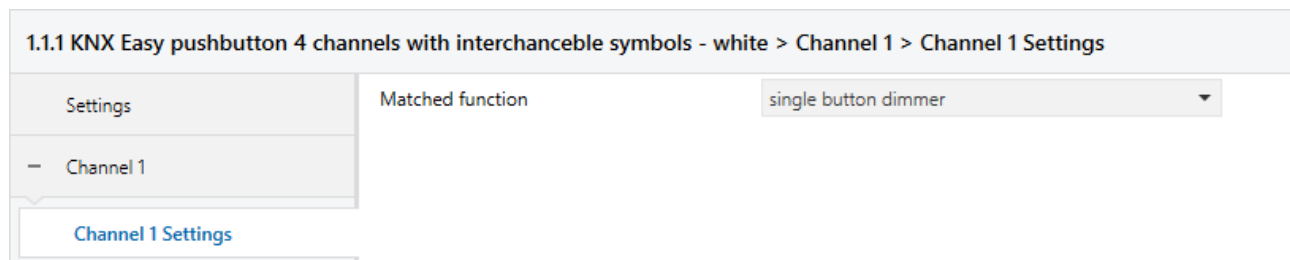 1.1.1 KNX Easy pushbutton 4 channels with interchanceble symbols - white > Channel 1 > Channel 1 Settings
Settings
Matched function
single button dimmer
Channel 1
Channel 1 Settings